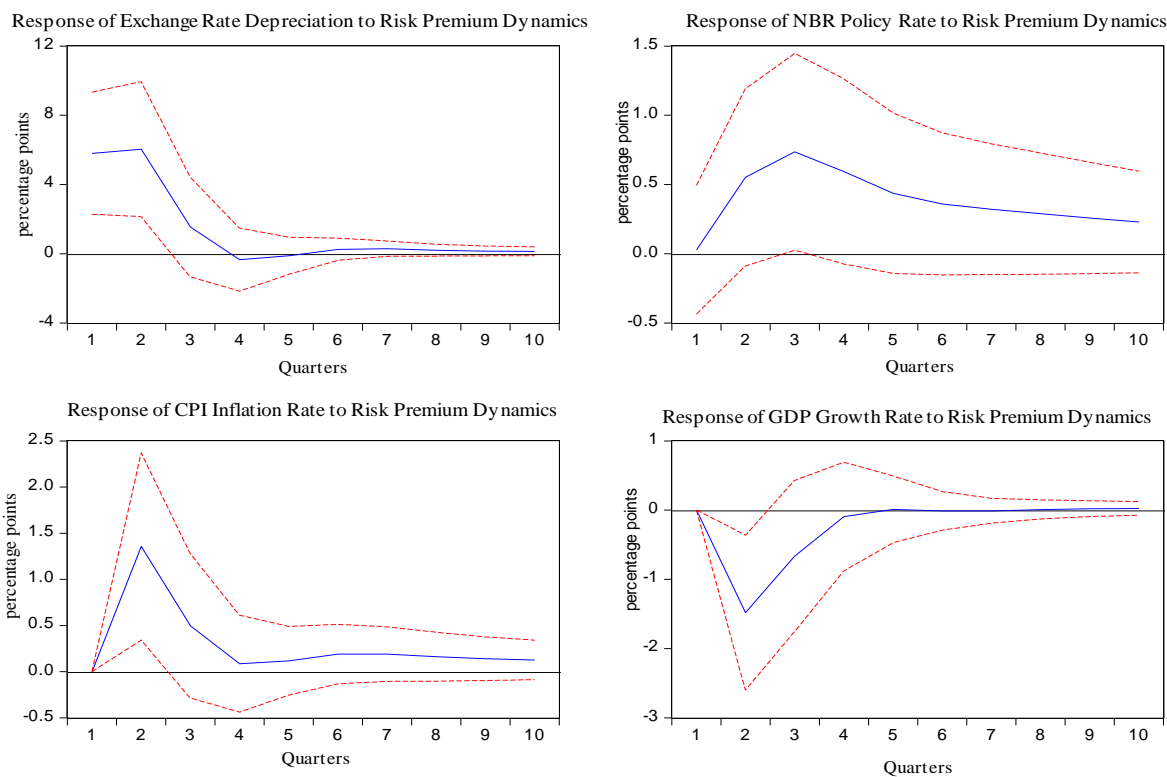 Response of Exchange Rate Depreciation to Risk Premium Dynamics
percentage points
12
8
4
0
-4
1 2 3 4 5 6 7 8 9 10
Quarters
Response of NBR Policy Rate to Risk Premium Dynamics
percentage points
1.5
1.0
0.5
0.0
-0.5
1 2 3 4 5 6 7 8 9 10
Quarters
Response of CPI Inflation Rate to Risk Premium Dynamics
percentage points
2.5
2.0
1.5
1.0
0.5
0.0
-0.5
1 2 3 4 5 6 7 8 9 10
Quarters
Response of GDP Growth Rate to Risk Premium Dynamics
percentage points
1
0
-1
-2
-3
1 2 3 4 5 6 7 8 9 10
Quarters